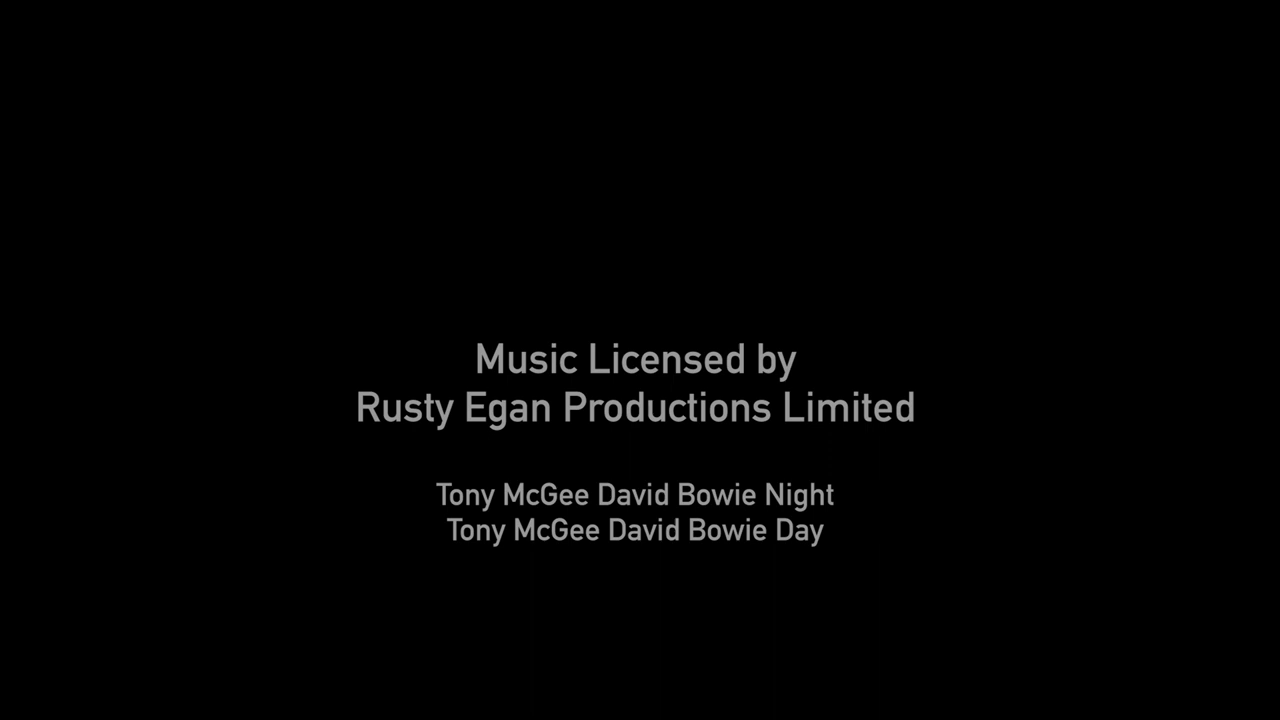 Music Licensed by
Rusty Egan Productions Limited
Tony McGee David Bowie Night
Tony McGee David Bowie Day